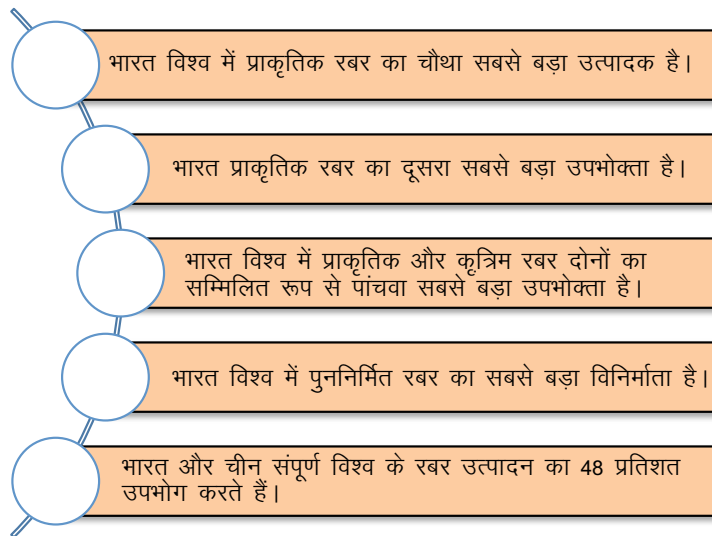 भारत विश्व में प्राकृतिक रबर का चौथा सबसे बड़ा उत्पादक है।
भारत प्राकृतिक रबर का दूसरा सबसे बड़ा उपभोक्ता है।
भारत विश्व में प्राकृतिक और कृत्रिम रबर दोनों का
सम्मिलित रूप से पांचवा सबसे बड़ा उपभोक्ता है।
भारत विश्व में पुननिर्मित रबर का सबसे बड़ा विनिर्माता है।
भारत और चीन संपूर्ण विश्व के रबर उत्पादन का 48 प्रतिशत
उपभोग करते हैं।